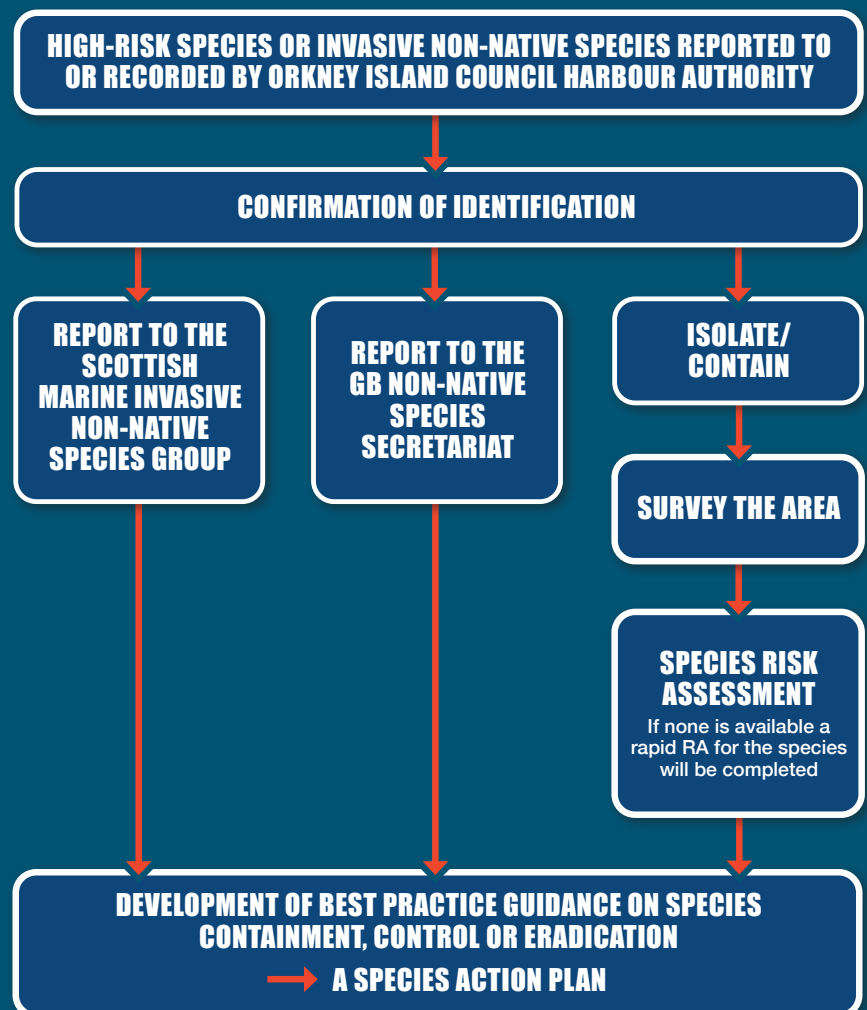 HIGH-RISK SPECIES OR INVASIVE NON-NATIVE SPECIES REPORTED TO
OR RECORDED BY ORKNEY ISLAND COUNCIL HARBOUR AUTHORITY
CONFIRMATION OF IDENTIFICATION
REPORT TO THE
SCOTTISH
MARINE INVASIVE
NON-NATIVE
SPECIES GROUP
REPORT TO THE
GB NON-NATIVE
SPECIES
SECRETARIAT
ISOLATE/
CONTAIN
SURVEY THE AREA
SPECIES RISK
ASSESSMENT
If none is available a
rapid RA for the species
will be completed
DEVELOPMENT OF BEST PRACTICE GUIDANCE ON SPECIES
CONTAINMENT, CONTROL OR ERADICATION
A SPECIES ACTION PLAN